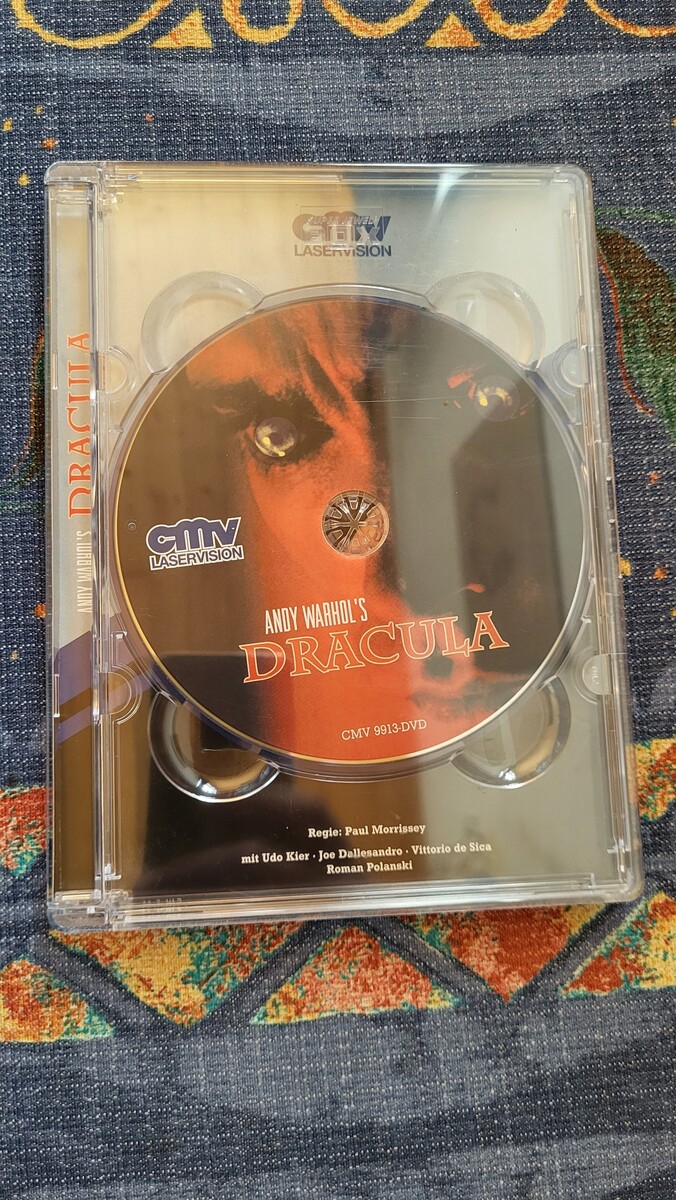 LASERVISION
ANDY WARHOL'S DRACULA
cmv
LASERVISION
ANDY WARHOL'S
DRACULA
CMV 9913-DVD
Regie: Paul Morrissey
mit Udo Kier · Joe Dallesandro · Vittorio de Sica
Roman Polanski